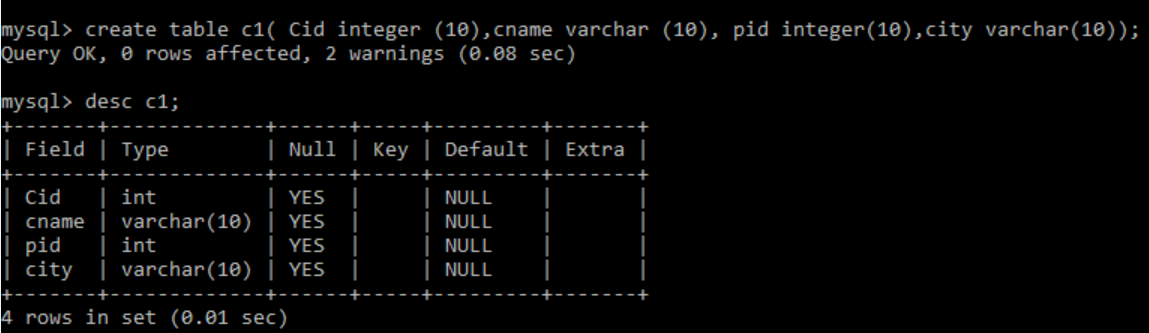 mysql> create table c1( Cid integer (10),cname varchar (10), pid integer(10),city varchar(10));
Query OK, 0 rows affected, 2 warnings (0.08 sec)
mysql> desc c1;
+-------+-------------+------+-----+---------+-------+
| Field | Type        | Null | Key | Default | Extra |
+-------+-------------+------+-----+---------+-------+
| Cid   | int         | YES  |     | NULL    |       |
| cname | varchar(10) | YES  |     | NULL    |       |
| pid   | int         | YES  |     | NULL    |       |
| city  | varchar(10) | YES  |     | NULL    |       |
+-------+-------------+------+-----+---------+-------+
4 rows in set (0.01 sec)